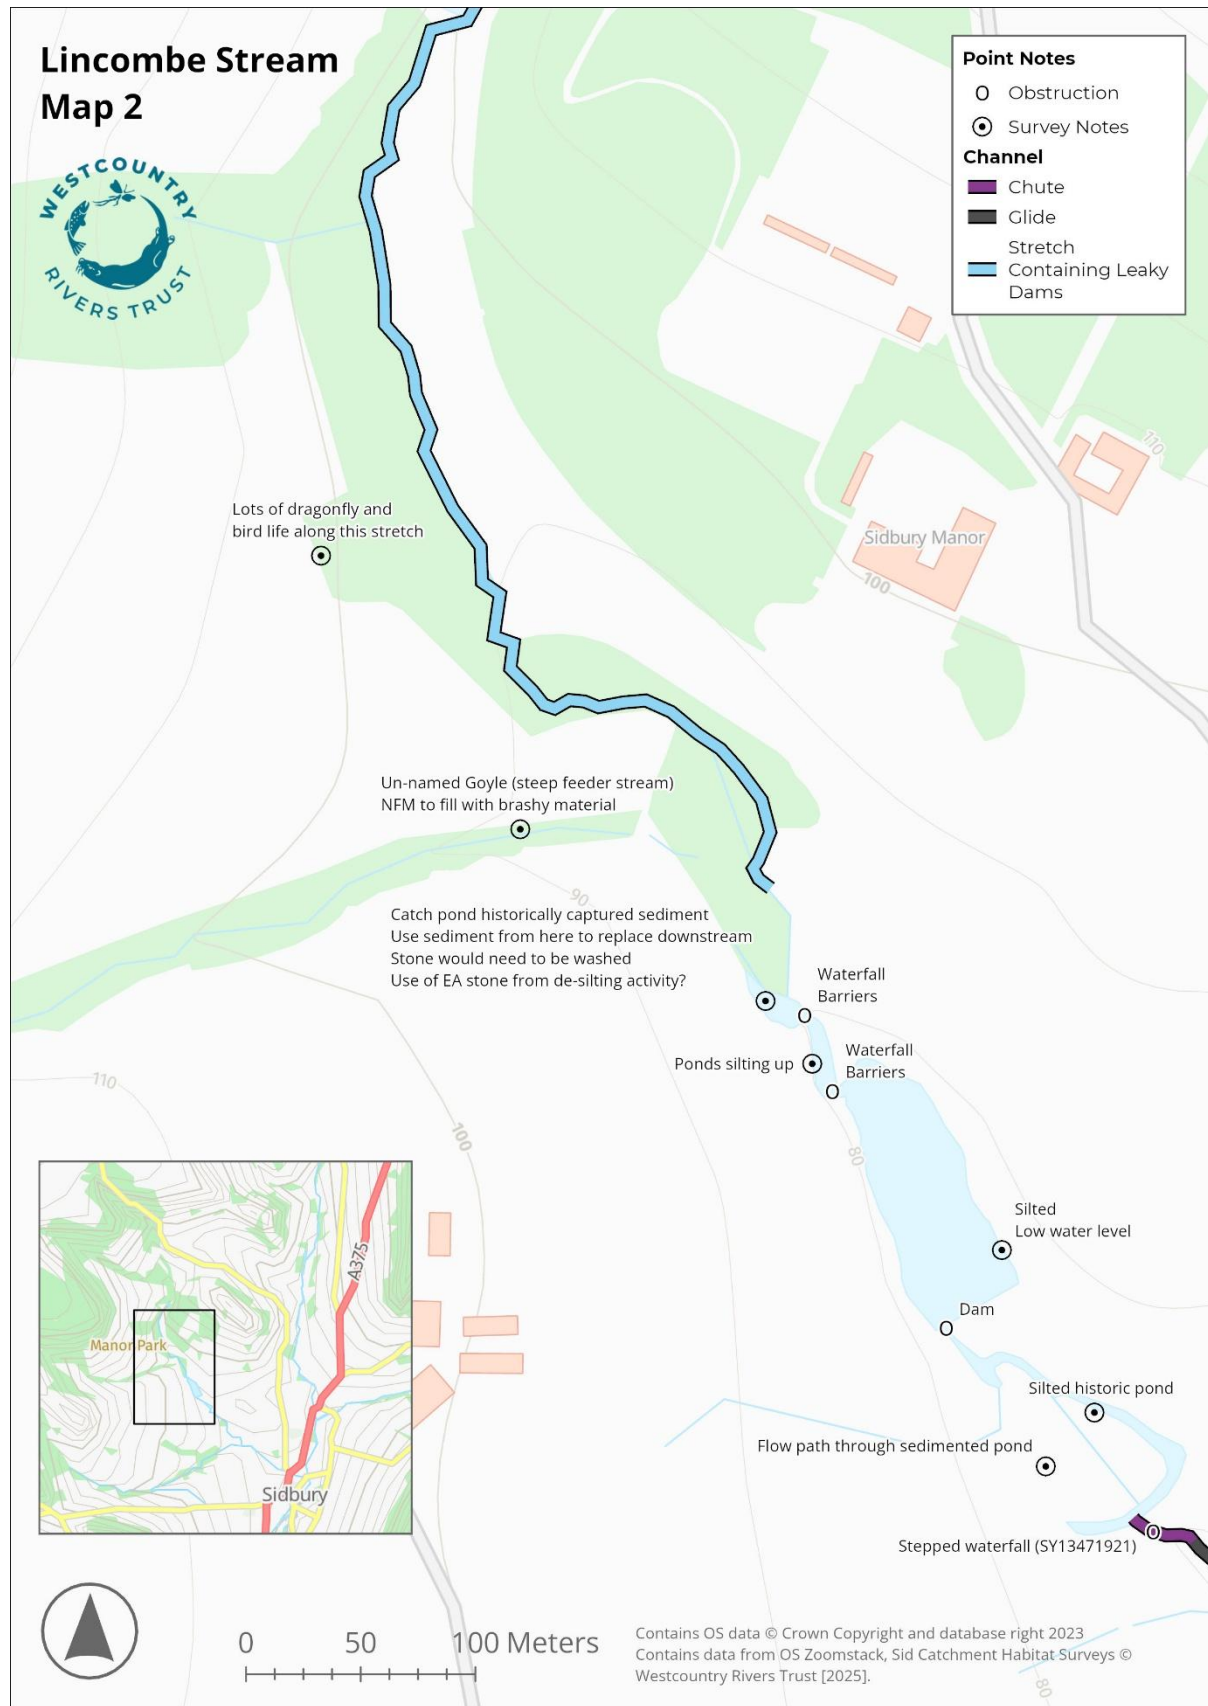 Lincombe Stream
Map 2
WESTCOUNTRY
RIVERS TRUST
Point Notes
O Obstruction
Survey Notes
Channel
Chute
Glide
Stretch
Containing Leaky
Dams
110
Sidbury Manor
100
Lots of dragonfly and
bird life along this stretch
Un-named Goyle (steep feeder stream)
NFM to fill with brashy material
90
Catch pond historically captured sediment
Use sediment from here to replace downstream
Stone would need to be washed
Use of EA stone from de-silting activity?
Waterfall
Barriers
O
Ponds silting up
Waterfall
Barriers
O
110
100
80
Silted
Low water level
Dam
O
Silted historic pond
Flow path through sedimented pond
Stepped waterfall (SY13471921)
O
A375
Manor Park
Sidbury
0 50 100 Meters
Contains OS data © Crown Copyright and database right 2023
Contains data from OS Zoomstack, Sid Catchment Habitat Surveys ©
Westcountry Rivers Trust [2025].
80